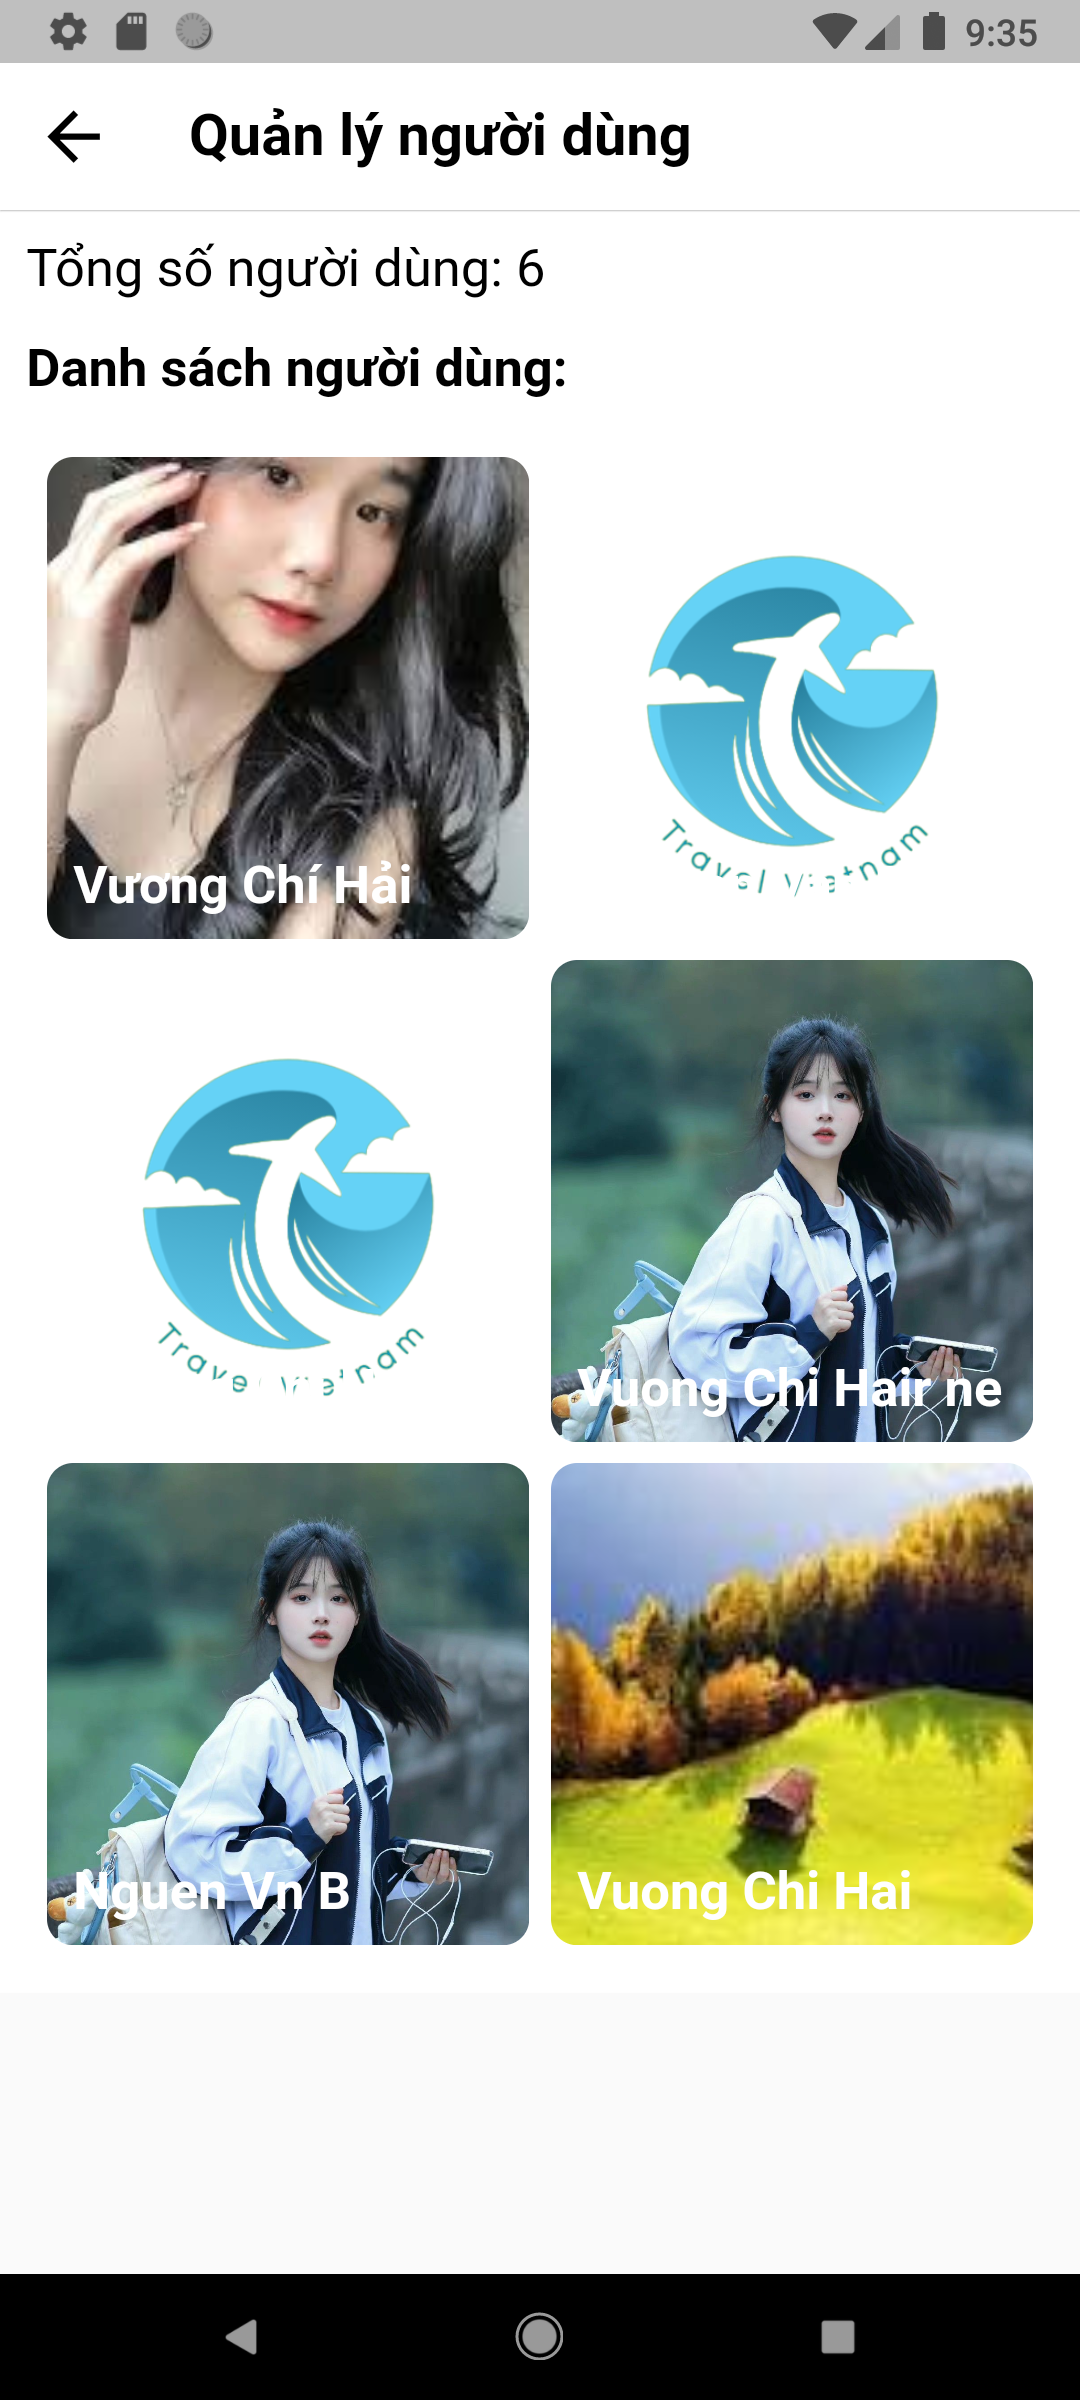 9:35
Quản lý người dùng
Tổng số người dùng: 6
Danh sách người dùng:
Vương Chí Hải
Travel Vietnam
Travel Vietnam
Vuong Chi Hair ne
Nguen Vn B
Vuong Chi Hai